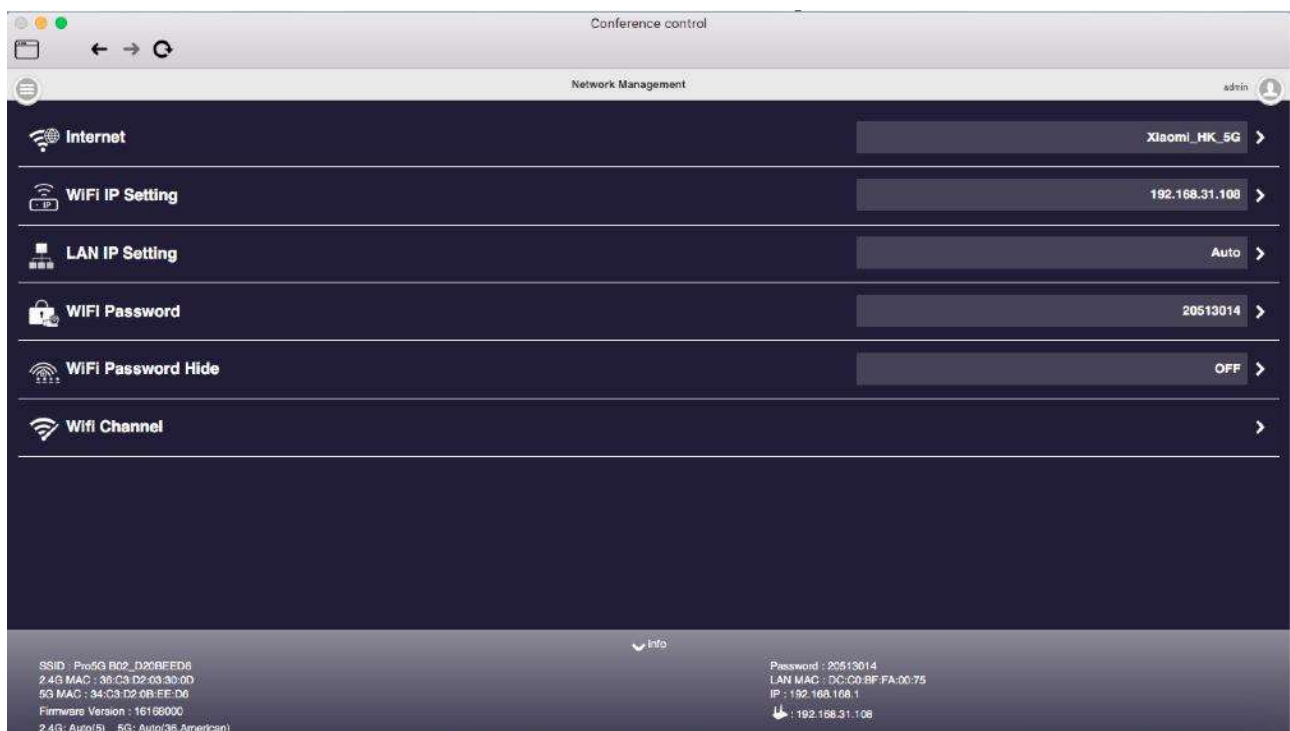 Conference control
Network Management
admin
Internet
Xiaomi_HK_5G
WiFi IP Setting
192.168.31.108
LAN IP Setting
Auto
WIFI Password
20513014
WiFi Password Hide
OFF
Wifi Channel
Info
SSID : Pro5G B02_D20BEED6
Password : 20513014
2.4G MAC : 36:C3:D2:03:30:0D
LAN MAC : DC:C0:BF:FA:00:75
5G MAC : 34:C3:D2:0B:EE:D6
IP : 192.168.168.1
Firmware Version : 16168000
: 192.168.31.108
2.4G: Auto(5) 5G: Auto(36 American)